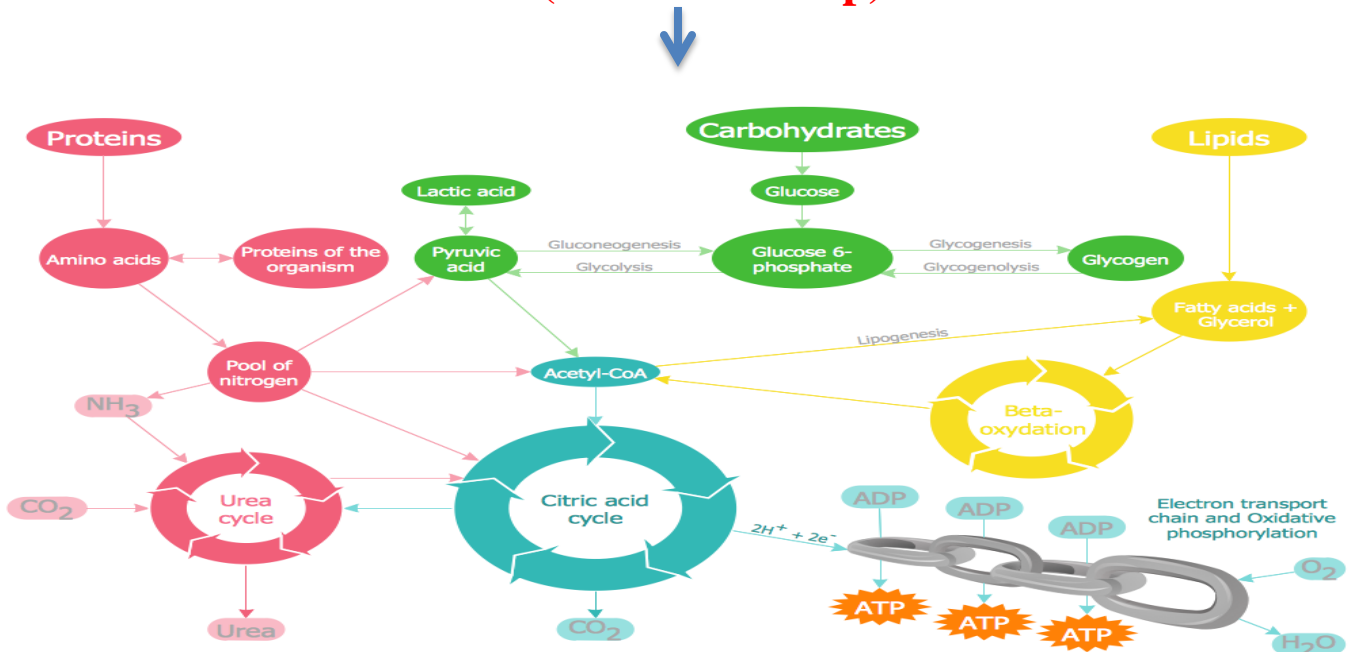 Proteins
Carbohydrates
Lipids
Lactic acid
Glucose
Amino acids
Proteins of the
organism
Pyruvic
acid
Gluconeogenesis
Glycolysis
Glucose 6-
phosphate
Glycogenesis
Glycogenolysis
Glycogen
Fatty acids +
Glycerol
Lipogenesis
Pool of
nitrogen
Acetyl-CoA
NH3
Beta-
oxydation
CO2
Urea
cycle
Citric acid
cycle
2H+ + 2e-
ADP
ADP
ADP
Electron transport
chain and Oxidative
phosphorylation
O2
ATP
ATP
ATP
Urea
CO2
H2O